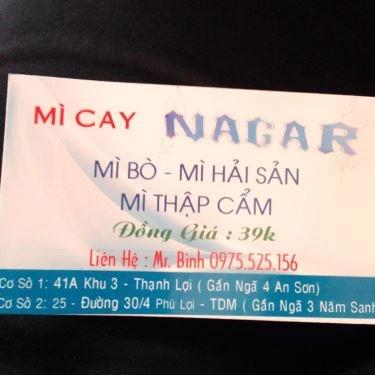 MÌ CAY NAGAR
MÌ BÒ - MÌ HẢI SẢN
MÌ THẬP CẨM
Đồng Giá : 39k
Liên Hệ : Mr. Bình 0975.525.156
Cơ Sở 1: 41A Khu 3 - Thạnh Lợi ( Gần Ngã 4 An Sơn)
Cơ Sở 2: 25 - Đường 30/4 Phú Lợi - TDM ( Gần Ngã 3 Năm Sanh